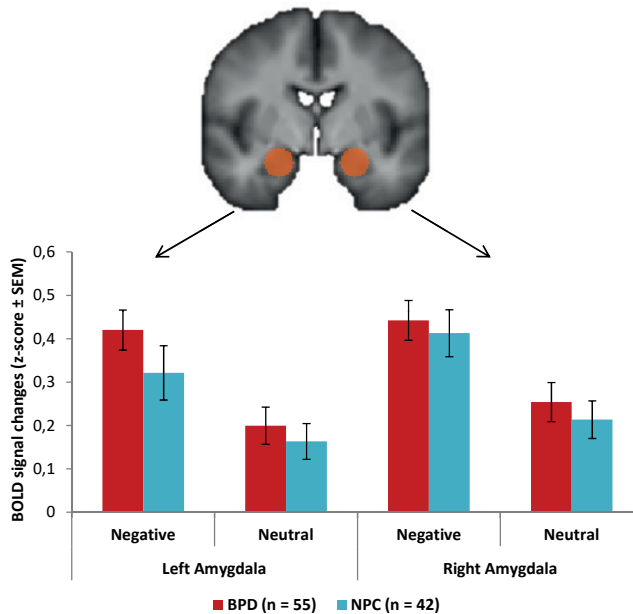 BOLD signal changes (z-score ± SEM)
0,6
0,5
0,4
0,3
0,2
0,1
0
Negative Neutral Negative Neutral
Left Amygdala Right Amygdala
BPD (n = 55) NPC (n = 42)